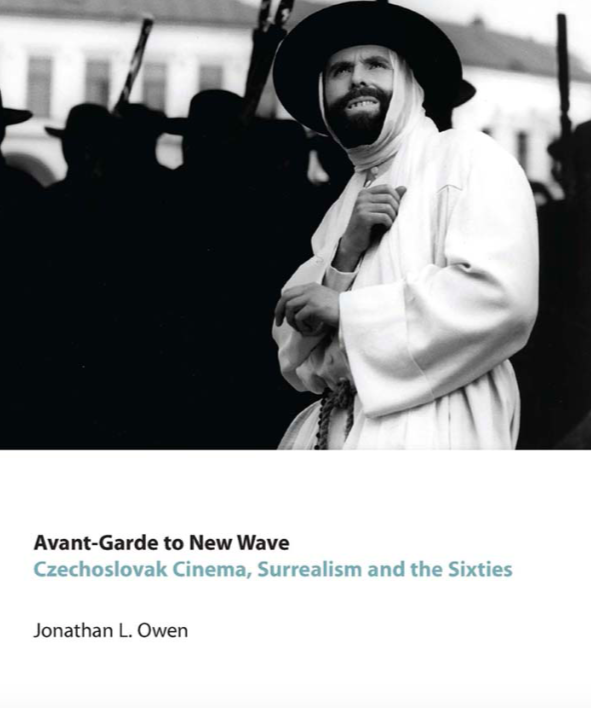 Avant-Garde to New Wave
Czechoslovak Cinema, Surrealism and the Sixties
Jonathan L. Owen